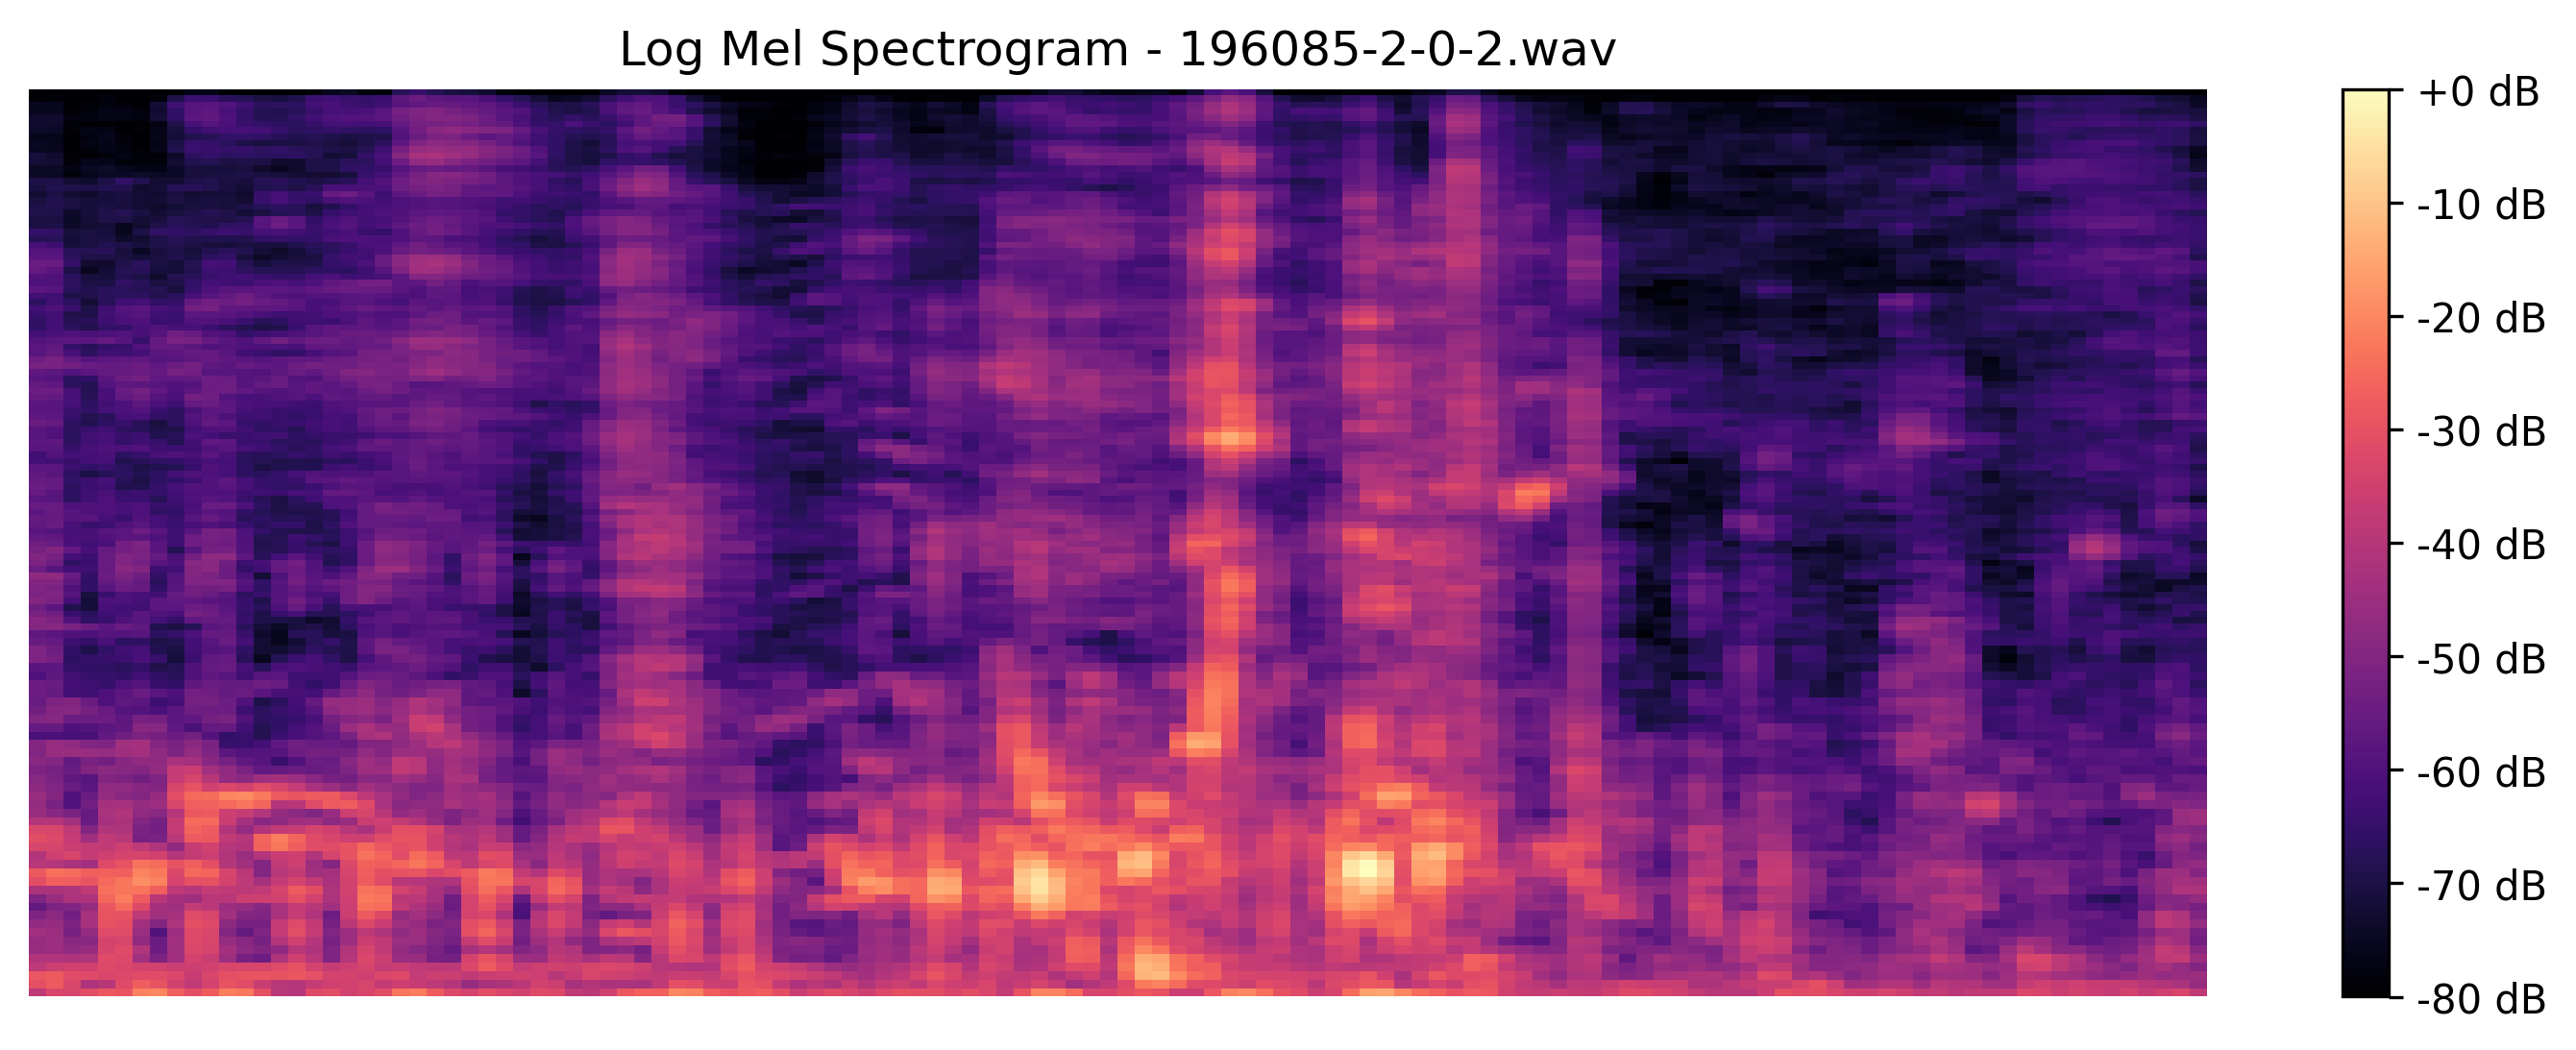 Log Mel Spectrogram - 196085-2-0-2.wav
+0 dB
-10 dB
-20 dB
-30 dB
-40 dB
-50 dB
-60 dB
-70 dB
-80 dB